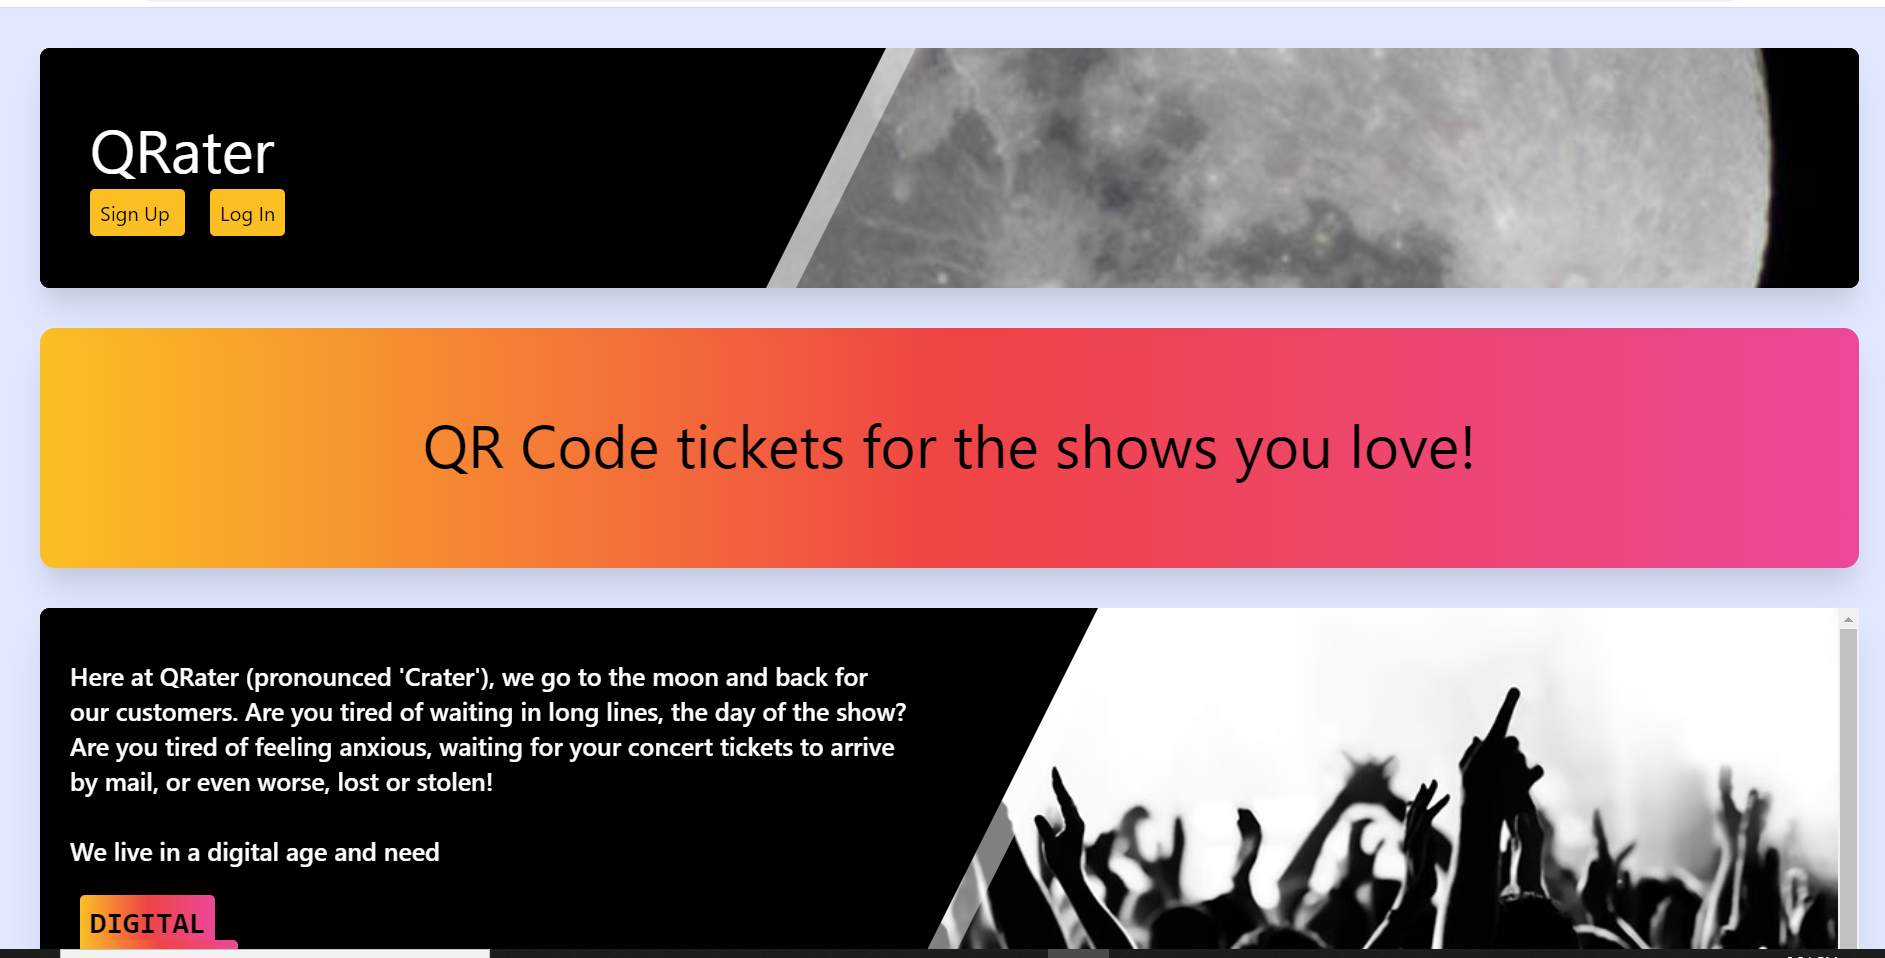 QRater
Sign Up
Log In
QR Code tickets for the shows you love!
Here at QRater (pronounced 'Crater'), we go to the moon and back for
our customers. Are you tired of waiting in long lines, the day of the show?
Are you tired of feeling anxious, waiting for your concert tickets to arrive
by mail, or even worse, lost or stolen!
We live in a digital age and need
DIGITAL